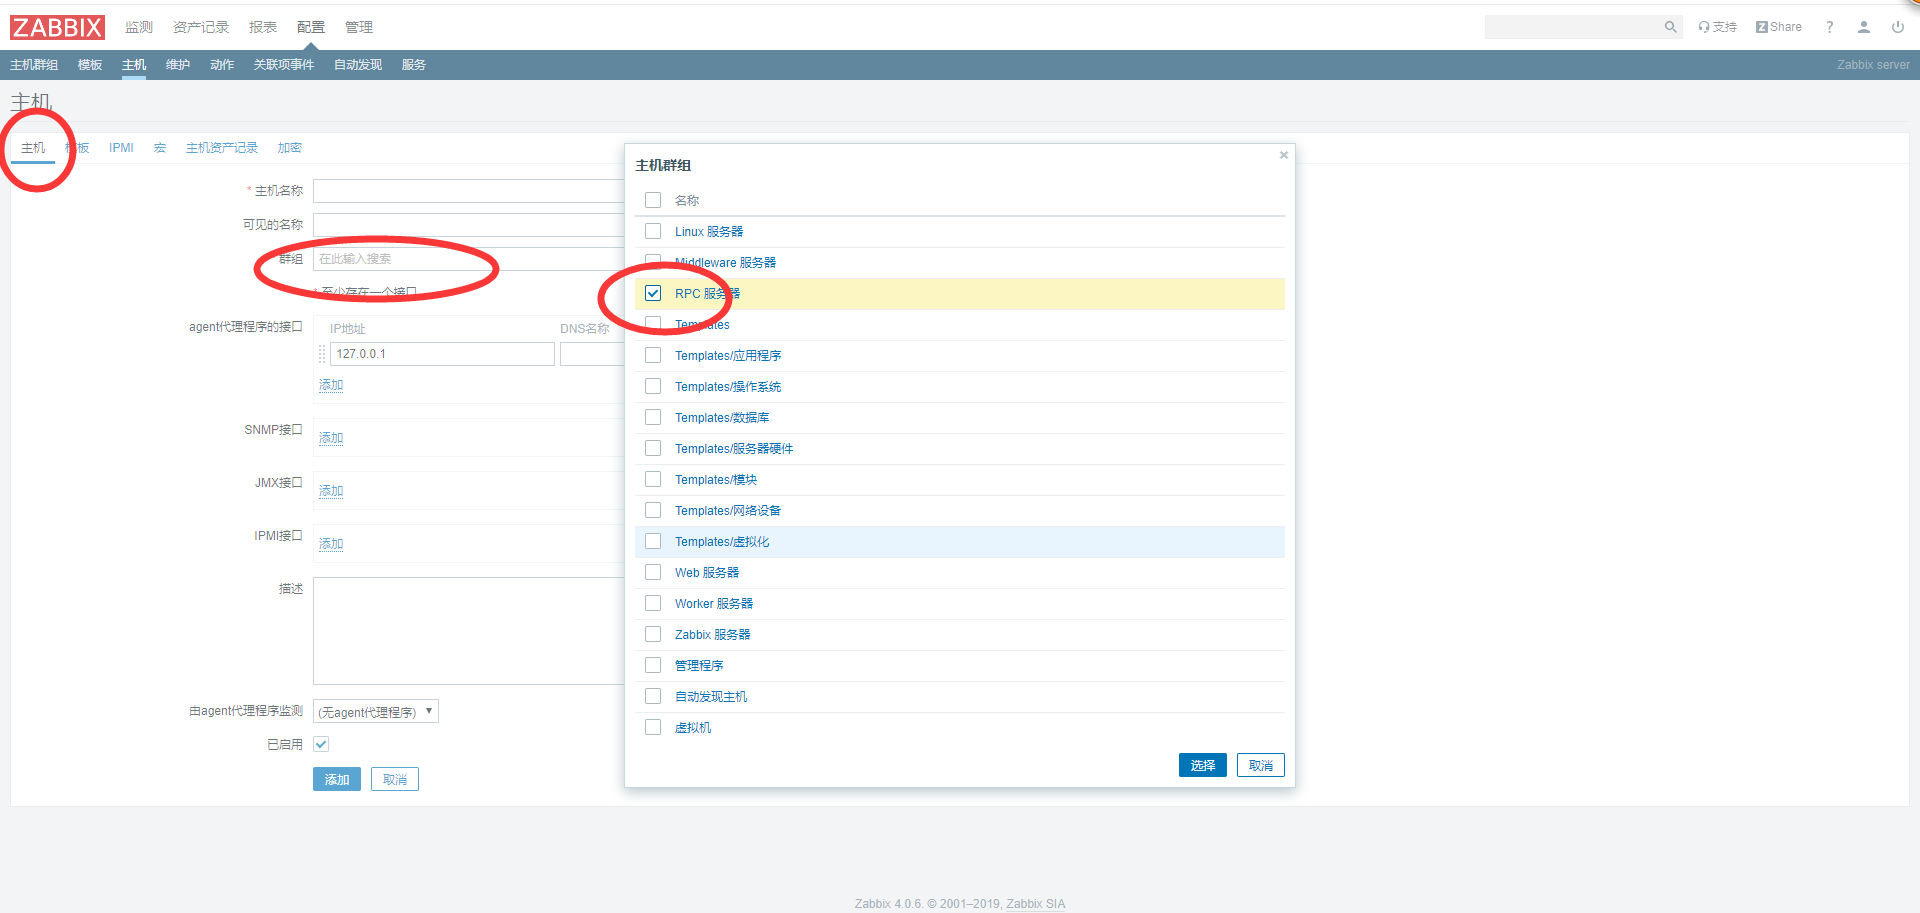 ZABBIX 监测 资产记录 报表 配置 管理 支持 Z Share ?
主机群组 模板 主机 维护 动作 关联项事件 自动发现 服务 Zabbix server
主机
主机 模板 IPMI 宏 主机资产记录 加密
* 主机名称
可见的名称
群组 在此输入搜索
* 至少存在一个接口
agent代理程序的接口 IP地址 DNS名称
127.0.0.1
添加
SNMP接口 添加
JMX接口 添加
IPMI接口 添加
描述
由agent代理程序监测 (无agent代理程序)
已启用
添加 取消
主机群组
名称
Linux 服务器
Middleware 服务器
RPC 服务器
Templates
Templates/应用程序
Templates/操作系统
Templates/数据库
Templates/服务器硬件
Templates/模块
Templates/网络设备
Templates/虚拟化
Web 服务器
Worker 服务器
Zabbix 服务器
管理程序
自动发现主机
虚拟机
选择 取消
Zabbix 4.0.6. © 2001–2019, Zabbix SIA